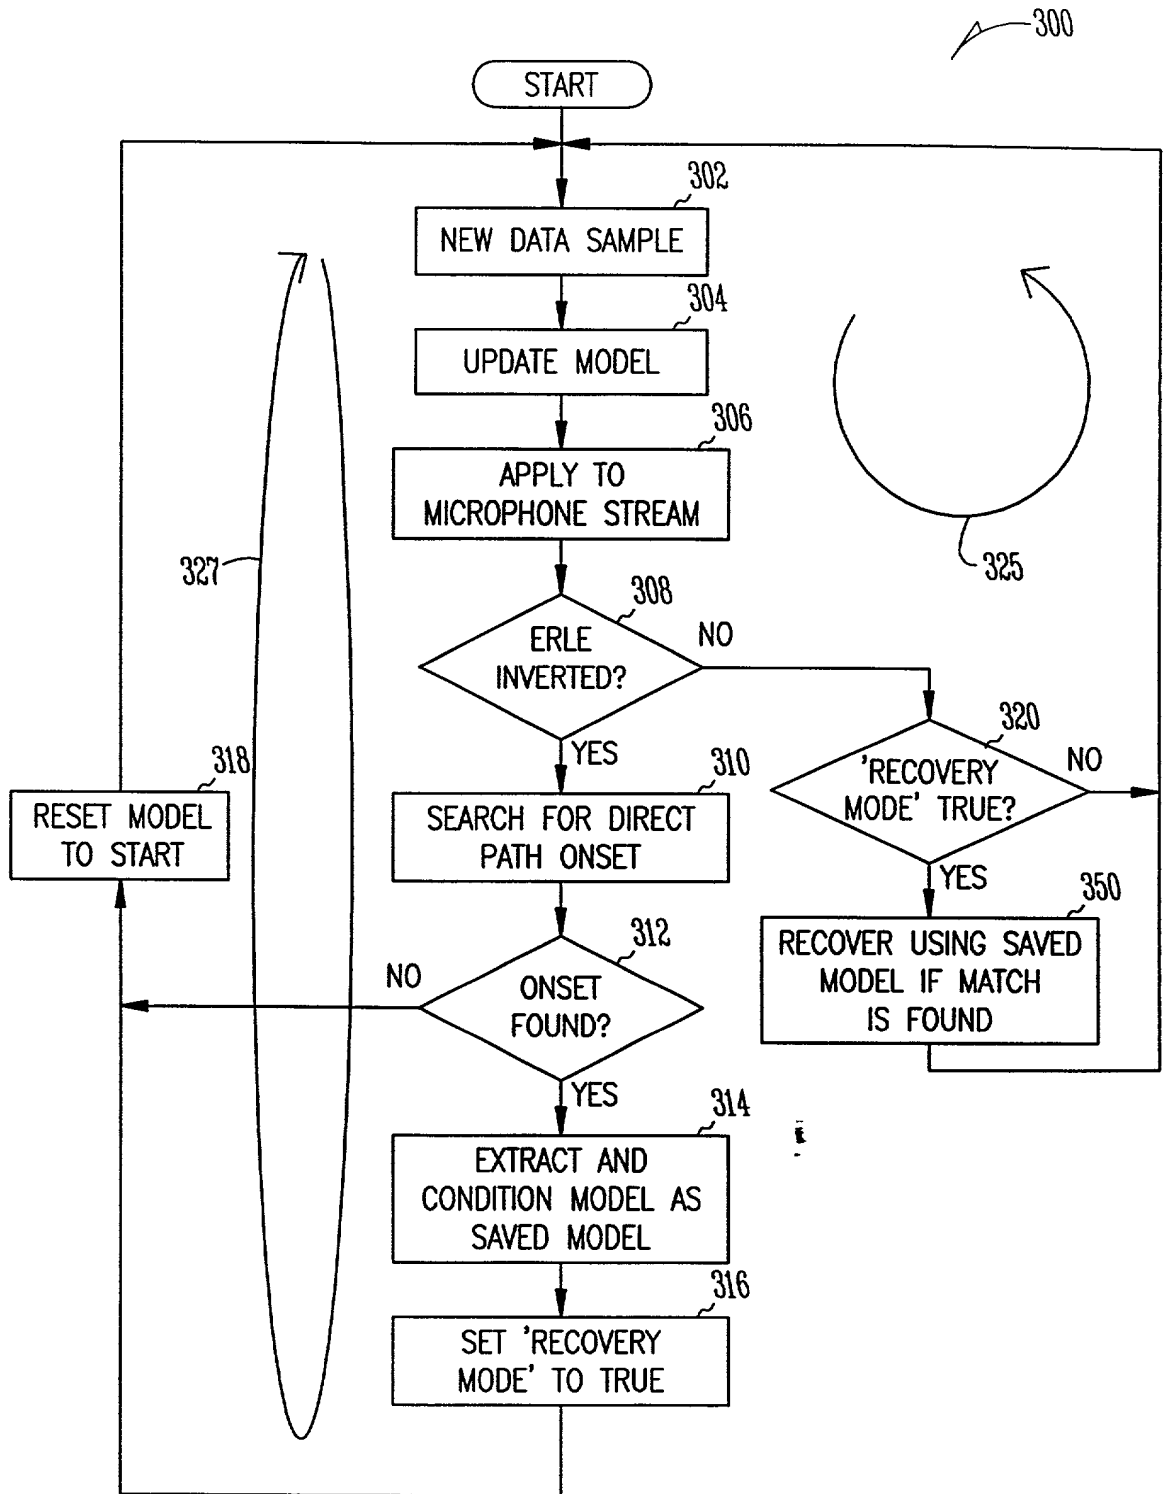 300
START
302
NEW DATA SAMPLE
304
UPDATE MODEL
306
APPLY TO
MICROPHONE STREAM
325
327
308
ERLE
INVERTED?
NO
YES
320
'RECOVERY
MODE' TRUE?
NO
YES
318
RESET MODEL
TO START
310
SEARCH FOR DIRECT
PATH ONSET
350
RECOVER USING SAVED
MODEL IF MATCH
IS FOUND
312
ONSET
FOUND?
NO
YES
314
EXTRACT AND
CONDITION MODEL AS
SAVED MODEL
316
SET 'RECOVERY
MODE' TO TRUE